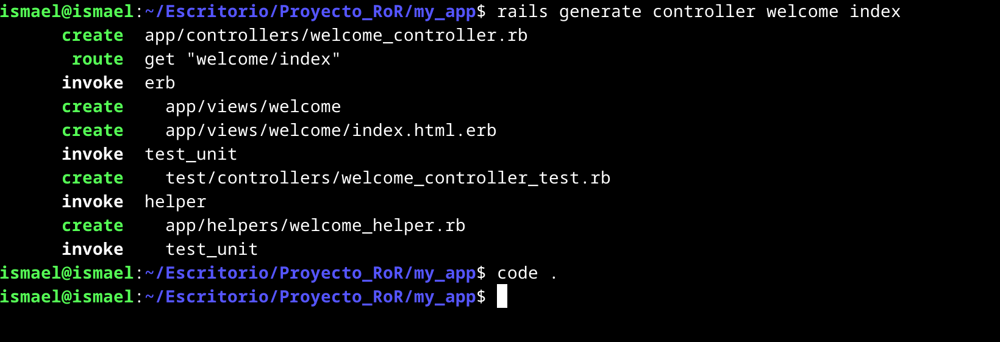 ismael@ismael:~/Escritorio/Proyecto_RoR/my_app$ rails generate controller welcome index
      create  app/controllers/welcome_controller.rb
       route  get "welcome/index"
      invoke  erb
      create    app/views/welcome
      create    app/views/welcome/index.html.erb
      invoke  test_unit
      create    test/controllers/welcome_controller_test.rb
      invoke  helper
      create    app/helpers/welcome_helper.rb
      invoke    test_unit
ismael@ismael:~/Escritorio/Proyecto_RoR/my_app$ code .
ismael@ismael:~/Escritorio/Proyecto_RoR/my_app$